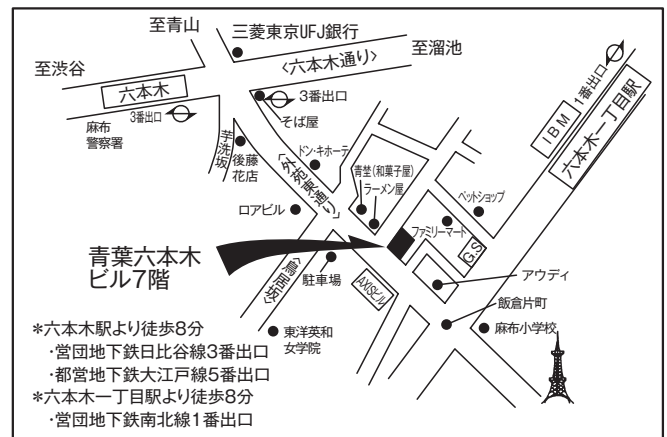 至青山
三菱東京UFJ銀行
〈六本木通り〉
至溜池
至渋谷
六本木
3番出口
麻布
警察署
3番出口
そば屋
芋洗坂
後藤
花店
ドン・キホーテ
〈外苑東通り〉
青埜(和菓子屋)
ラーメン屋
ペットショップ
ファミリーマート
G.S
IBM
1番出口
六本木一丁目駅
ロアビル
青葉六本木
ビル7階
〈鳥居坂〉
駐車場
AXISビル
アウディ
飯倉片町
麻布小学校
東洋英和
女学院
*六本木駅より徒歩8分
・営団地下鉄日比谷線3番出口
・都営地下鉄大江戸線5番出口
*六本木一丁目駅より徒歩8分
・営団地下鉄南北線1番出口